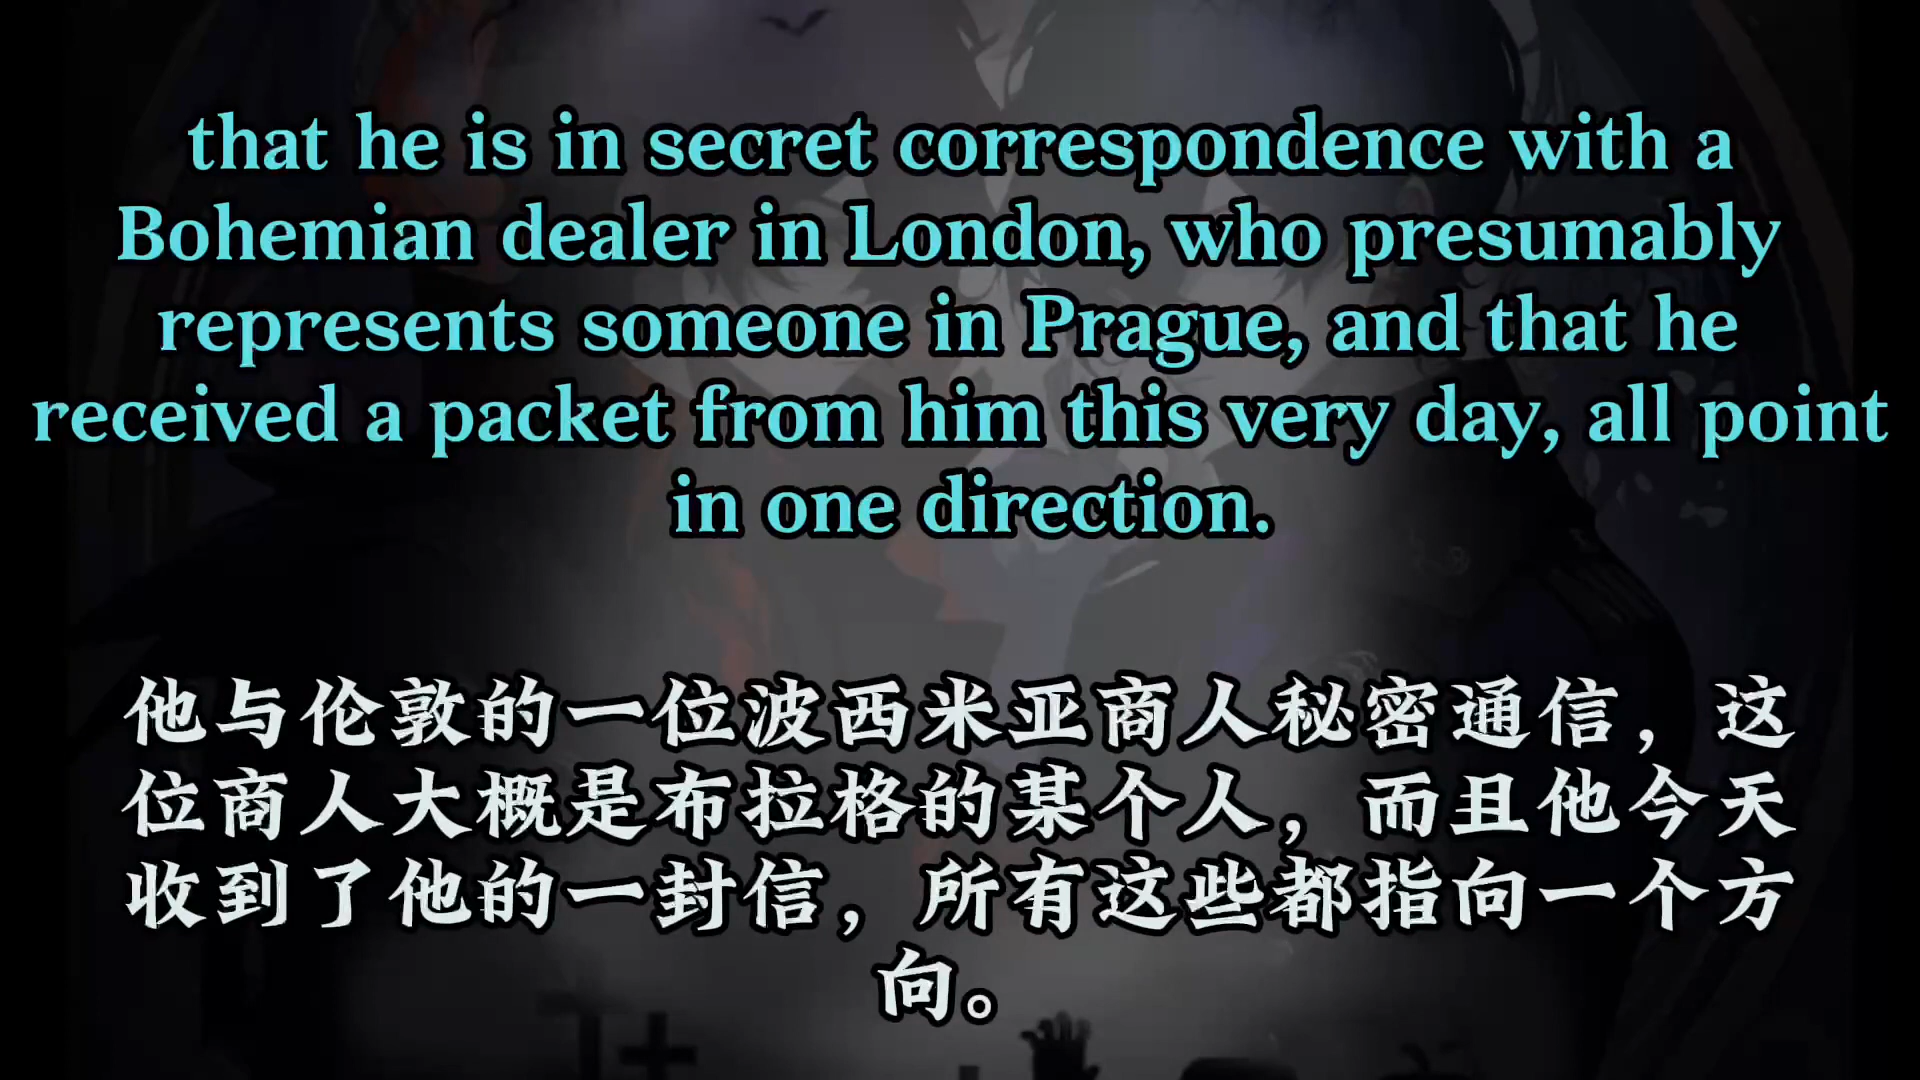 that he is in secret correspondence with a
Bohemian dealer in London, who presumably
represents someone in Prague, and that he
received a packet from him this very day, all point
in one direction.
他与伦敦的一位波西米亚商人秘密通信，这
位商人大概是布拉格的某个人，而且他今天
收到了他的一封信，所有这些都指向一个方
向。